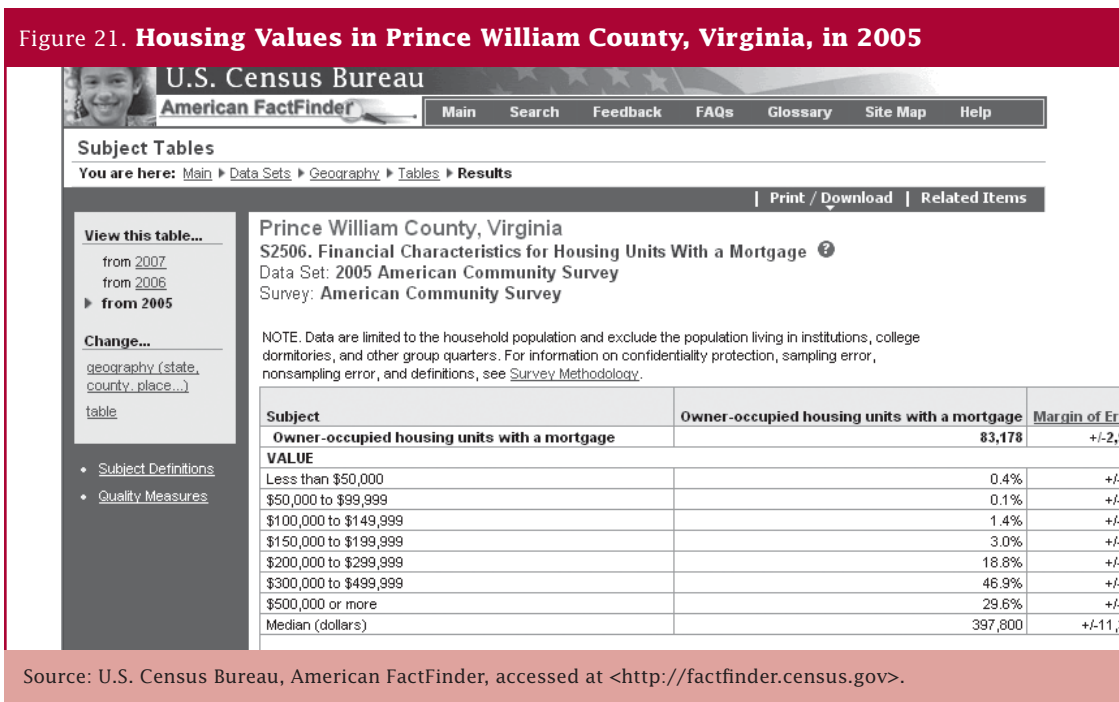 Figure 21. Housing Values in Prince William County, Virginia, in 2005
U.S. Census Bureau
American FactFinder
Main Search Feedback FAQs Glossary Site Map Help
Subject Tables
You are here: Main Data Sets Geography Tables Results
| Print / Download | Related Items
View this table...
from 2007
from 2006
from 2005
Change...
geography (state,
county, place...)
table
• Subject Definitions
• Quality Measures
Prince William County, Virginia
S2506. Financial Characteristics for Housing Units With a Mortgage ?
Data Set: 2005 American Community Survey
Survey: American Community Survey
NOTE. Data are limited to the household population and exclude the population living in institutions, college
dormitories, and other group quarters. For information on confidentiality protection, sampling error,
nonsampling error, and definitions, see Survey Methodology.
Subject Owner-occupied housing units with a mortgage Margin of Er
Owner-occupied housing units with a mortgage 83,178 +/-2,
VALUE
Less than $50,000 0.4% +/-
$50,000 to $99,999 0.1% +/-
$100,000 to $149,999 1.4% +/-
$150,000 to $199,999 3.0% +/-
$200,000 to $299,999 18.8% +/-
$300,000 to $499,999 46.9% +/-
$500,000 or more 29.6% +/-
Median (dollars) 397,800 +/-11,
Source: U.S. Census Bureau, American FactFinder, accessed at <http://factfinder.census.gov>.